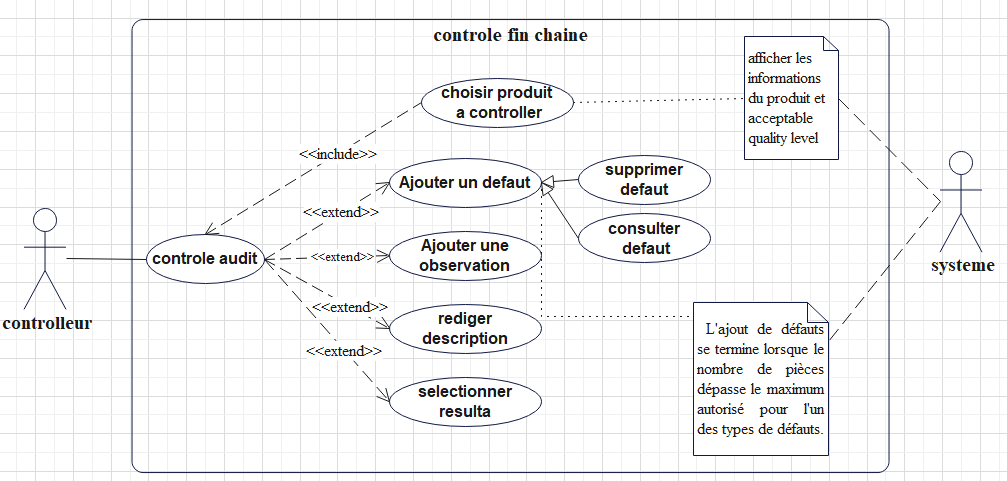 controle fin chaine
choisir produit
a controller
afficher les
informations
du produit et
acceptable
quality level
<<include>>
Ajouter un defaut
supprimer
defaut
<<extend>>
consulter
defaut
controlleur
controle audit
<<extend>>
Ajouter une
observation
systeme
<<extend>>
rediger
description
L'ajout de défauts
se termine lorsque le
nombre de pièces
dépasse le maximum
autorisé pour l'un
des types de défauts.
<<extend>>
selectionner
resulta